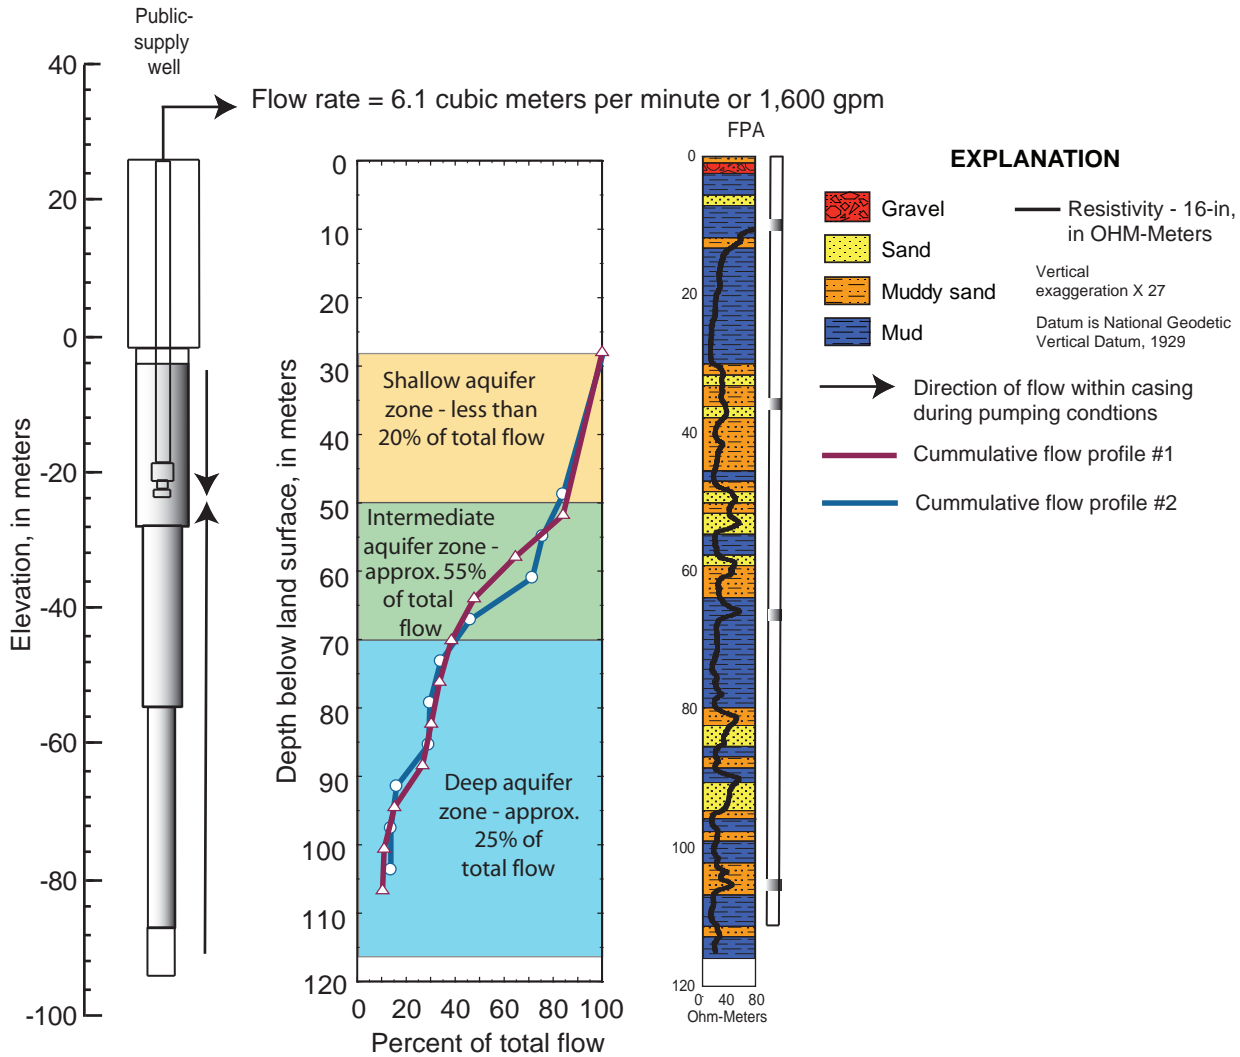 Public-
supply
well
Flow rate = 6.1 cubic meters per minute or 1,600 gpm
Elevation, in meters
40
20
0
-20
-40
-60
-80
-100
Depth below land surface, in meters
0
10
20
30
40
50
60
70
80
90
100
110
120
Shallow aquifer
zone - less than
20% of total flow
Intermediate
aquifer zone -
approx. 55%
of total
flow
Deep aquifer
zone - approx.
25% of
total flow
0 20 40 60 80 100
Percent of total flow
FPA
0
20
40
60
80
100
120
0 40 80
Ohm-Meters
EXPLANATION
Gravel
Sand
Muddy sand
Mud
Resistivity - 16-in,
in OHM-Meters
Vertical
exaggeration X 27
Datum is National Geodetic
Vertical Datum, 1929
Direction of flow within casing
during pumping condtions
Cummulative flow profile #1
Cummulative flow profile #2